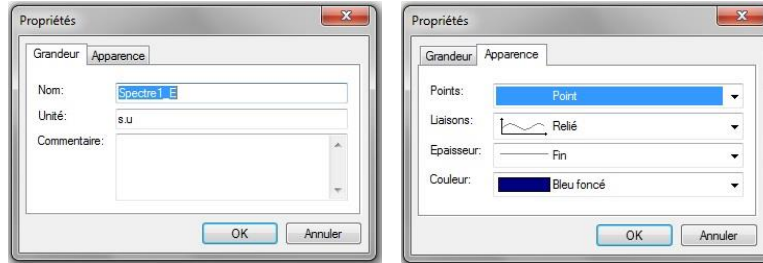 Propriétés
Grandeur Apparence
Nom: Spectre1_E
Unité: s.u
Commentaire:
OK Annuler
Propriétés
Grandeur Apparence
Points: Point
Liaisons: Relié
Epaisseur: Fin
Couleur: Bleu foncé
OK Annuler